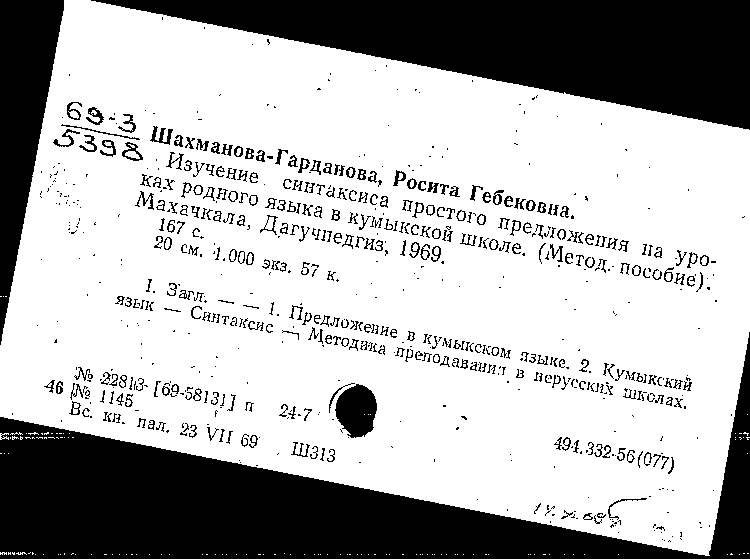 69-3
5398
Шахманова-Гарданова, Росита Гебековна.
Изучение синтаксиса простого предложения на уро-
ках родного языка в кумыкской школе. (Метод. пособие).
Махачкала, Дагучпедгиз, 1969.
167 с.
20 см. 1.000 экз. 57 к.
1. Загл. — — 1. Предложение в кумыкском языке. 2. Кумыкский
язык — Синтаксис — Методика преподавания в нерусских школах.
№ 22813 [69-58131] п 24-7
46 № 1145
Вс. кн. пал. 23 VII 69 Ш313
494.332-56(077)